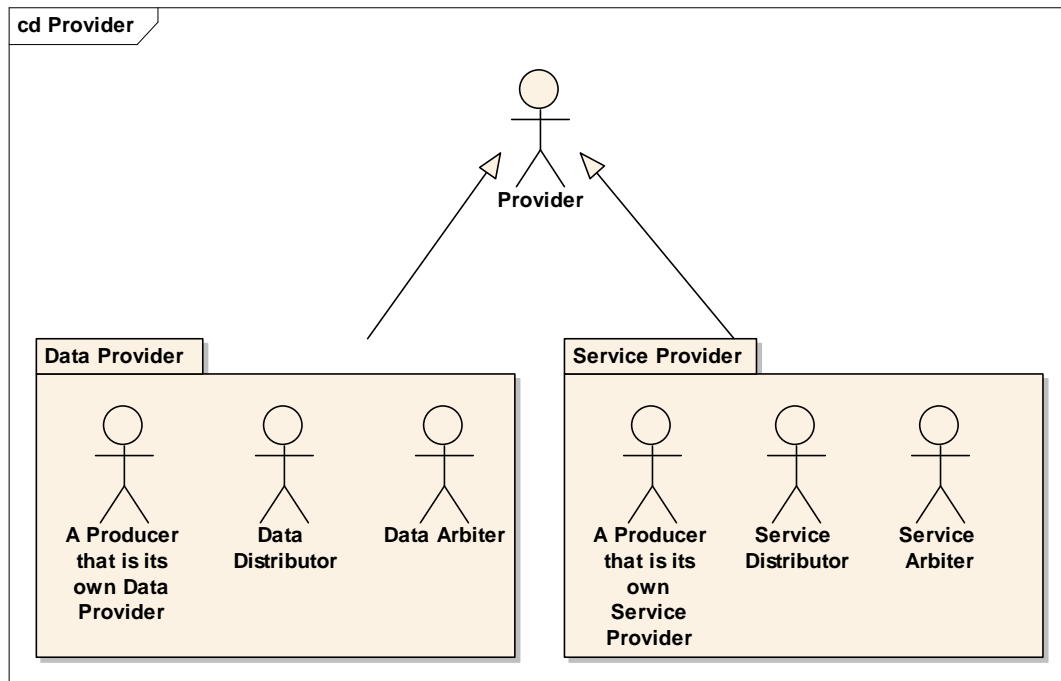 cd Provider
Provider
Data Provider
A Producer
that is its
own Data
Provider
Data
Distributor
Data Arbiter
Service Provider
A Producer
that is its
own
Service
Provider
Service
Distributor
Service
Arbiter